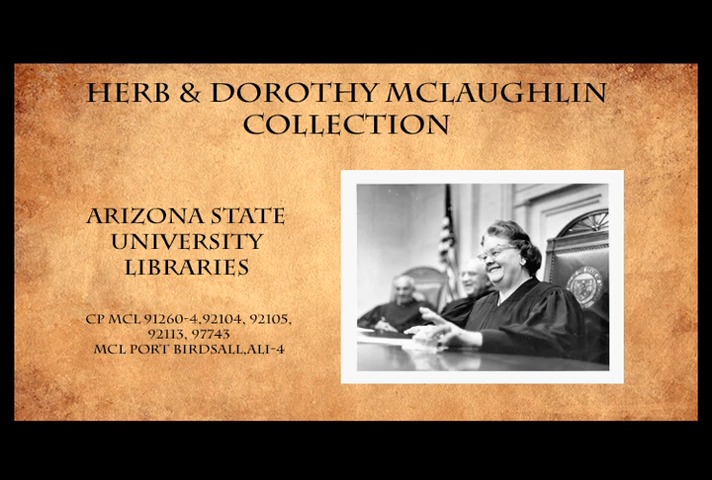 HERB & DOROTHY MCLAUGHLIN
COLLECTION
ARIZONA STATE
UNIVERSITY
LIBRARIES
CP MCL 91260-4,92104, 92105,
92113, 97743
MCL PORT BIRDSALL,ALI-4